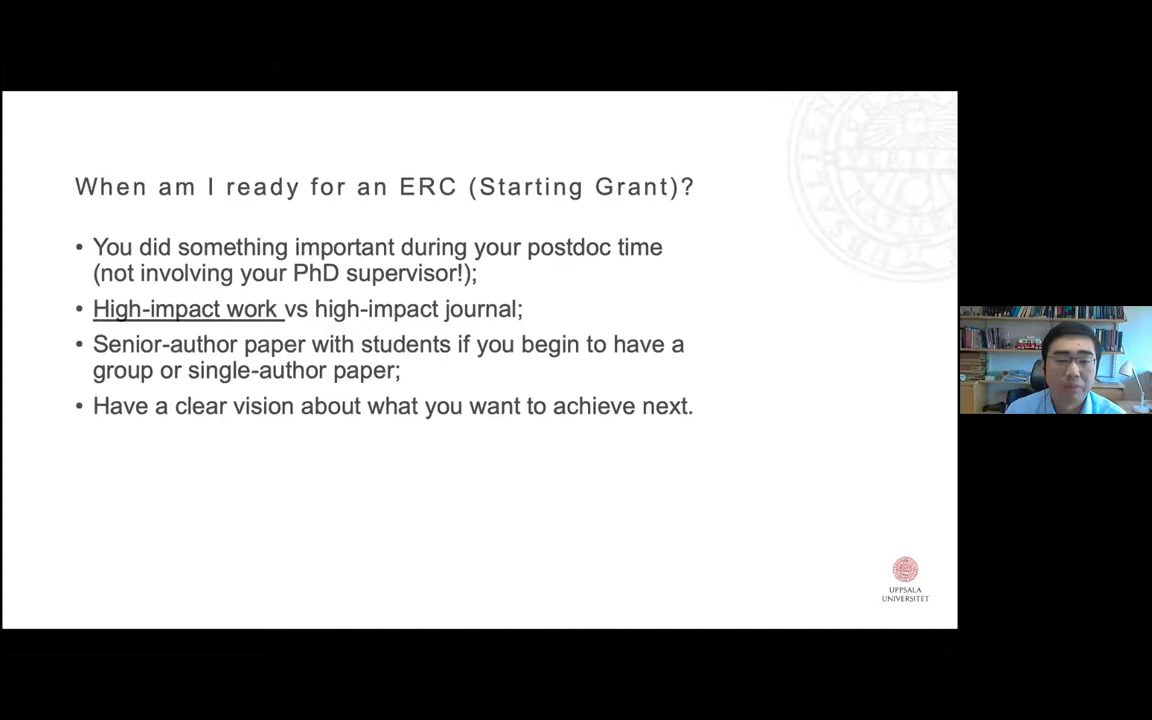 When am I ready for an ERC (Starting Grant)?
• You did something important during your postdoc time
(not involving your PhD supervisor!);
• High-impact work vs high-impact journal;
• Senior-author paper with students if you begin to have a
group or single-author paper;
• Have a clear vision about what you want to achieve next.
UPPSALA
UNIVERSITET